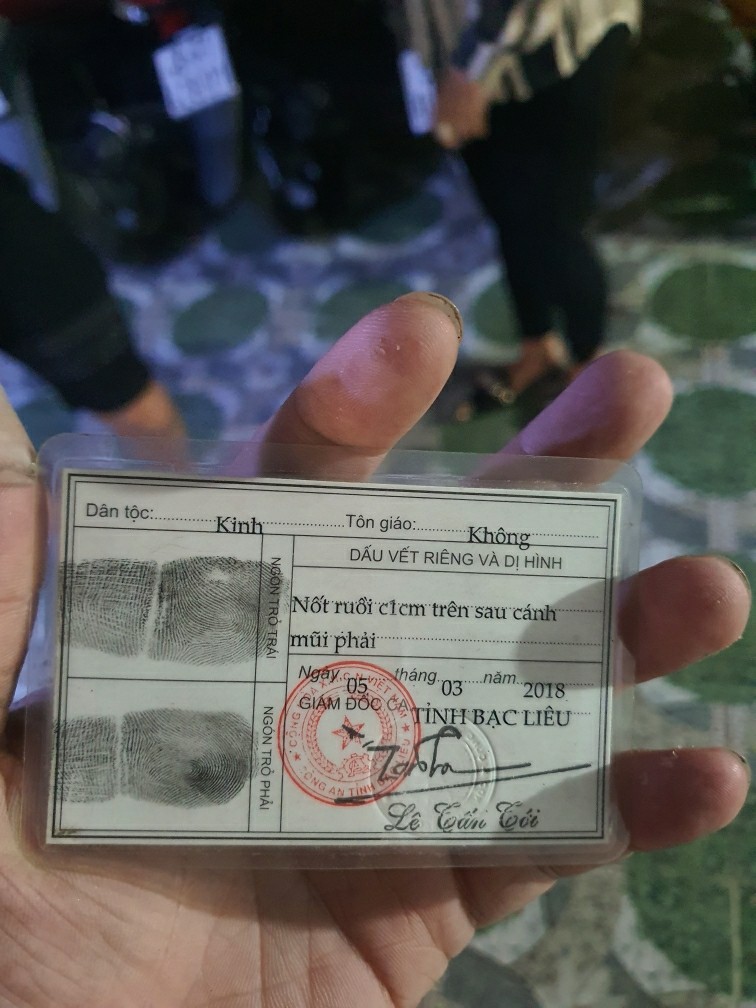 Dân tộc:............Kinh..................Tôn giáo:..........Không..........
DẤU VẾT RIÊNG VÀ DỊ HÌNH
NGÓN TRỎ TRÁI
Nốt ruồi c1cm trên sau cánh
mũi phải
Ngày 05 tháng 03 năm 2018
GIÁM ĐỐC CA TỈNH BẠC LIÊU
NGÓN TRỎ PHẢI
Lê Tấn Tới